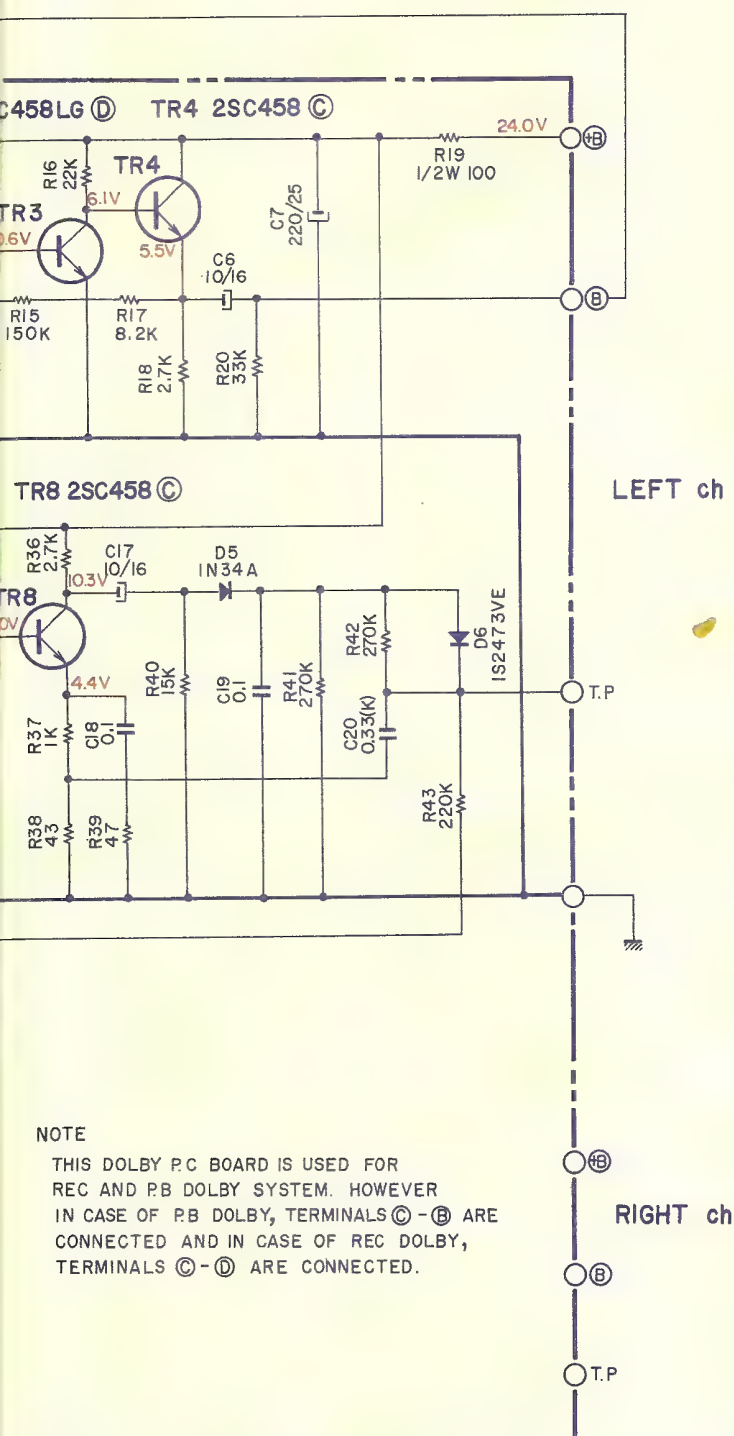 C458LG Ⓓ TR4 2SC458 Ⓒ
24.0V
+B
R16
22K
TR4
R19
1/2W 100
6.1V
TR3
0.6V
C7
220/25
5.5V
C6
10/16
B
R15
150K
R17
8.2K
R18
2.7K
R20
33K
TR8 2SC458 Ⓒ
LEFT ch
R36
2.7K
C17
10/16
D5
1N34A
10.3V
TR8
0V
R42
270K
D6
1S2473VE
4.4V
R40
15K
C19
0.1
R41
270K
T.P
R37
1K
C18
0.1
C20
0.33(K)
R38
43
R39
47
R43
220K
NOTE
THIS DOLBY P.C BOARD IS USED FOR
REC AND P.B DOLBY SYSTEM. HOWEVER
IN CASE OF P.B DOLBY, TERMINALS Ⓒ-Ⓑ ARE
CONNECTED AND IN CASE OF REC DOLBY,
TERMINALS Ⓒ-Ⓓ ARE CONNECTED.
+B
RIGHT ch
B
T.P